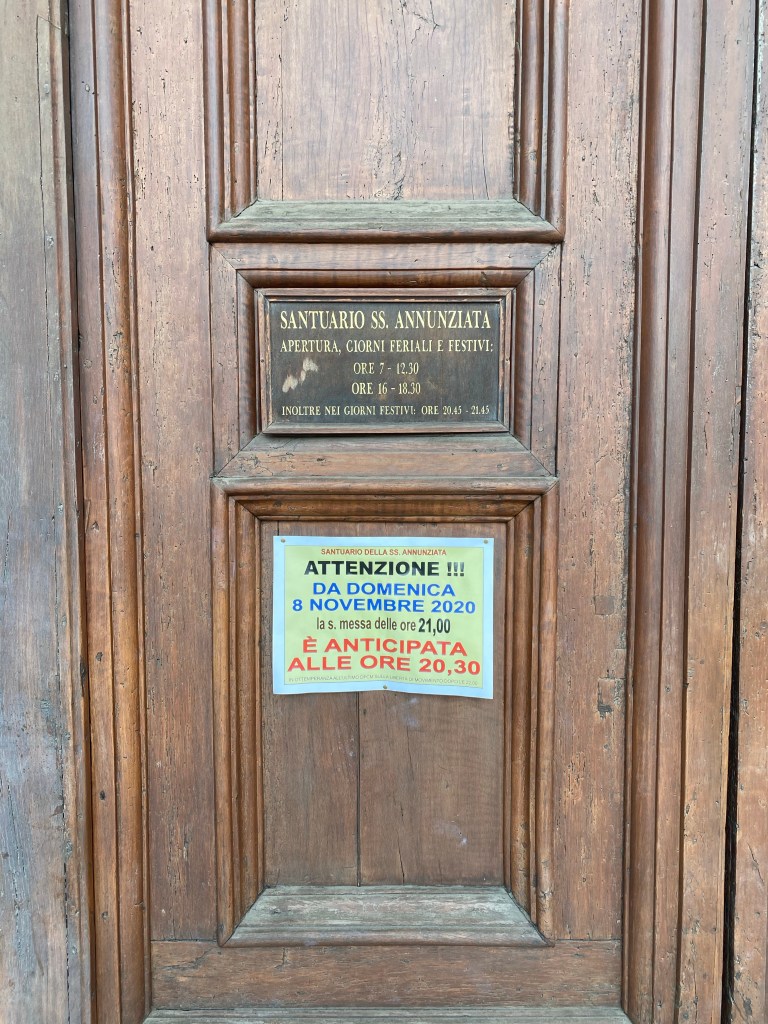 SANTUARIO SS. ANNUNZIATA
APERTURA, GIORNI FERIALI E FESTIVI:
ORE 7 - 12.30
ORE 16 - 18.30
INOLTRE NEI GIORNI FESTIVI: ORE 20.45 - 21.45
SANTUARIO DELLA SS. ANNUNZIATA
ATTENZIONE !!!
DA DOMENICA
8 NOVEMBRE 2020
la s. messa delle ore 21,00
È ANTICIPATA
ALLE ORE 20,30
IN OTTEMPERANZA